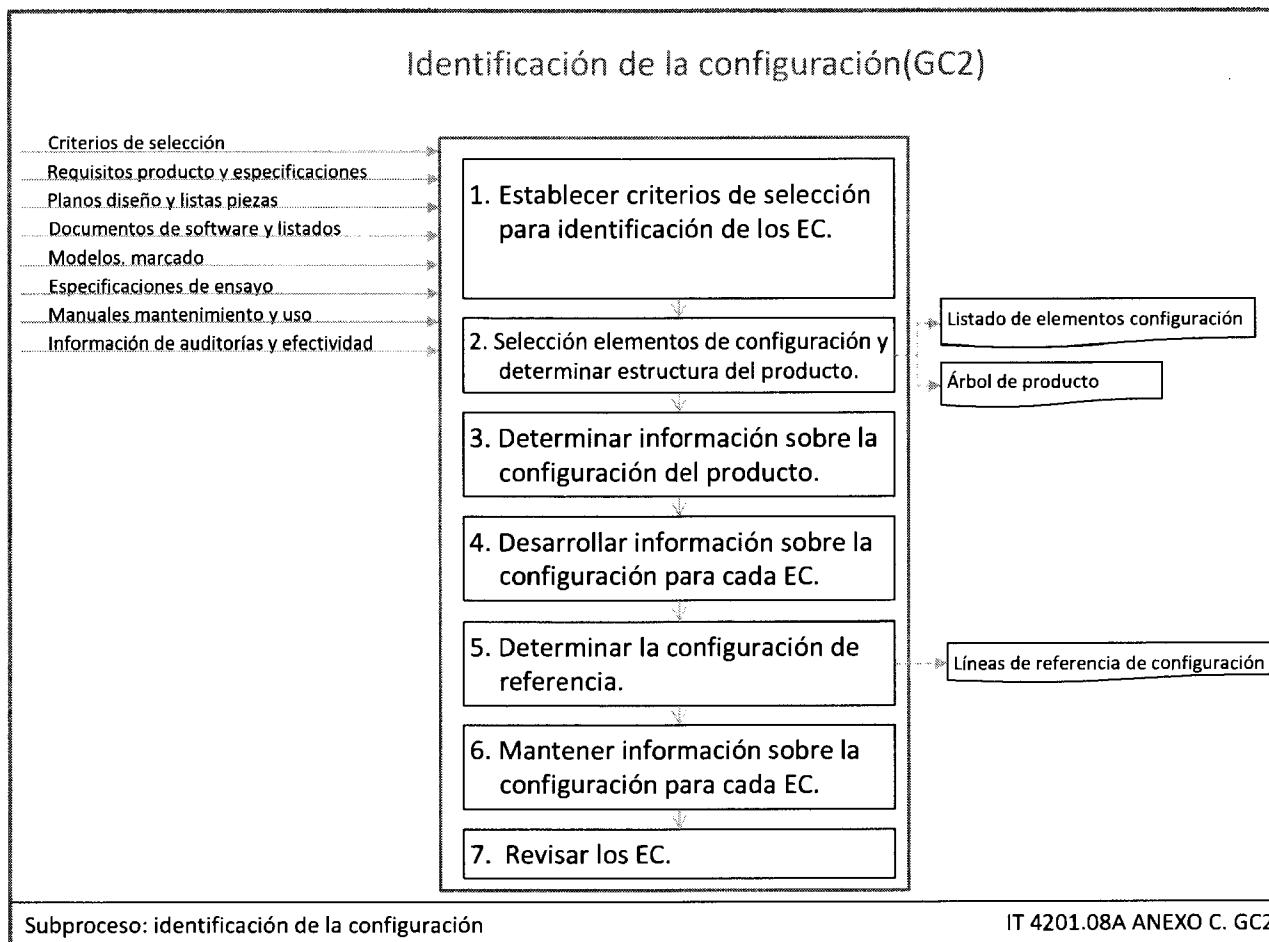 Identificación de la configuración(GC2)
Criterios de selección
Requisitos producto y especificaciones
Planos diseño y listas piezas
Documentos de software y listados
Modelos, marcado
Especificaciones de ensayo
Manuales mantenimiento y uso
Información de auditorías y efectividad
1. Establecer criterios de selección
para identificación de los EC.
2. Selección elementos de configuración y
determinar estructura del producto.
Listado de elementos configuración
Árbol de producto
3. Determinar información sobre la
configuración del producto.
4. Desarrollar información sobre la
configuración para cada EC.
5. Determinar la configuración de
referencia.
Líneas de referencia de configuración
6. Mantener información sobre la
configuración para cada EC.
7. Revisar los EC.
Subproceso: identificación de la configuración
IT 4201.08A ANEXO C. GC2